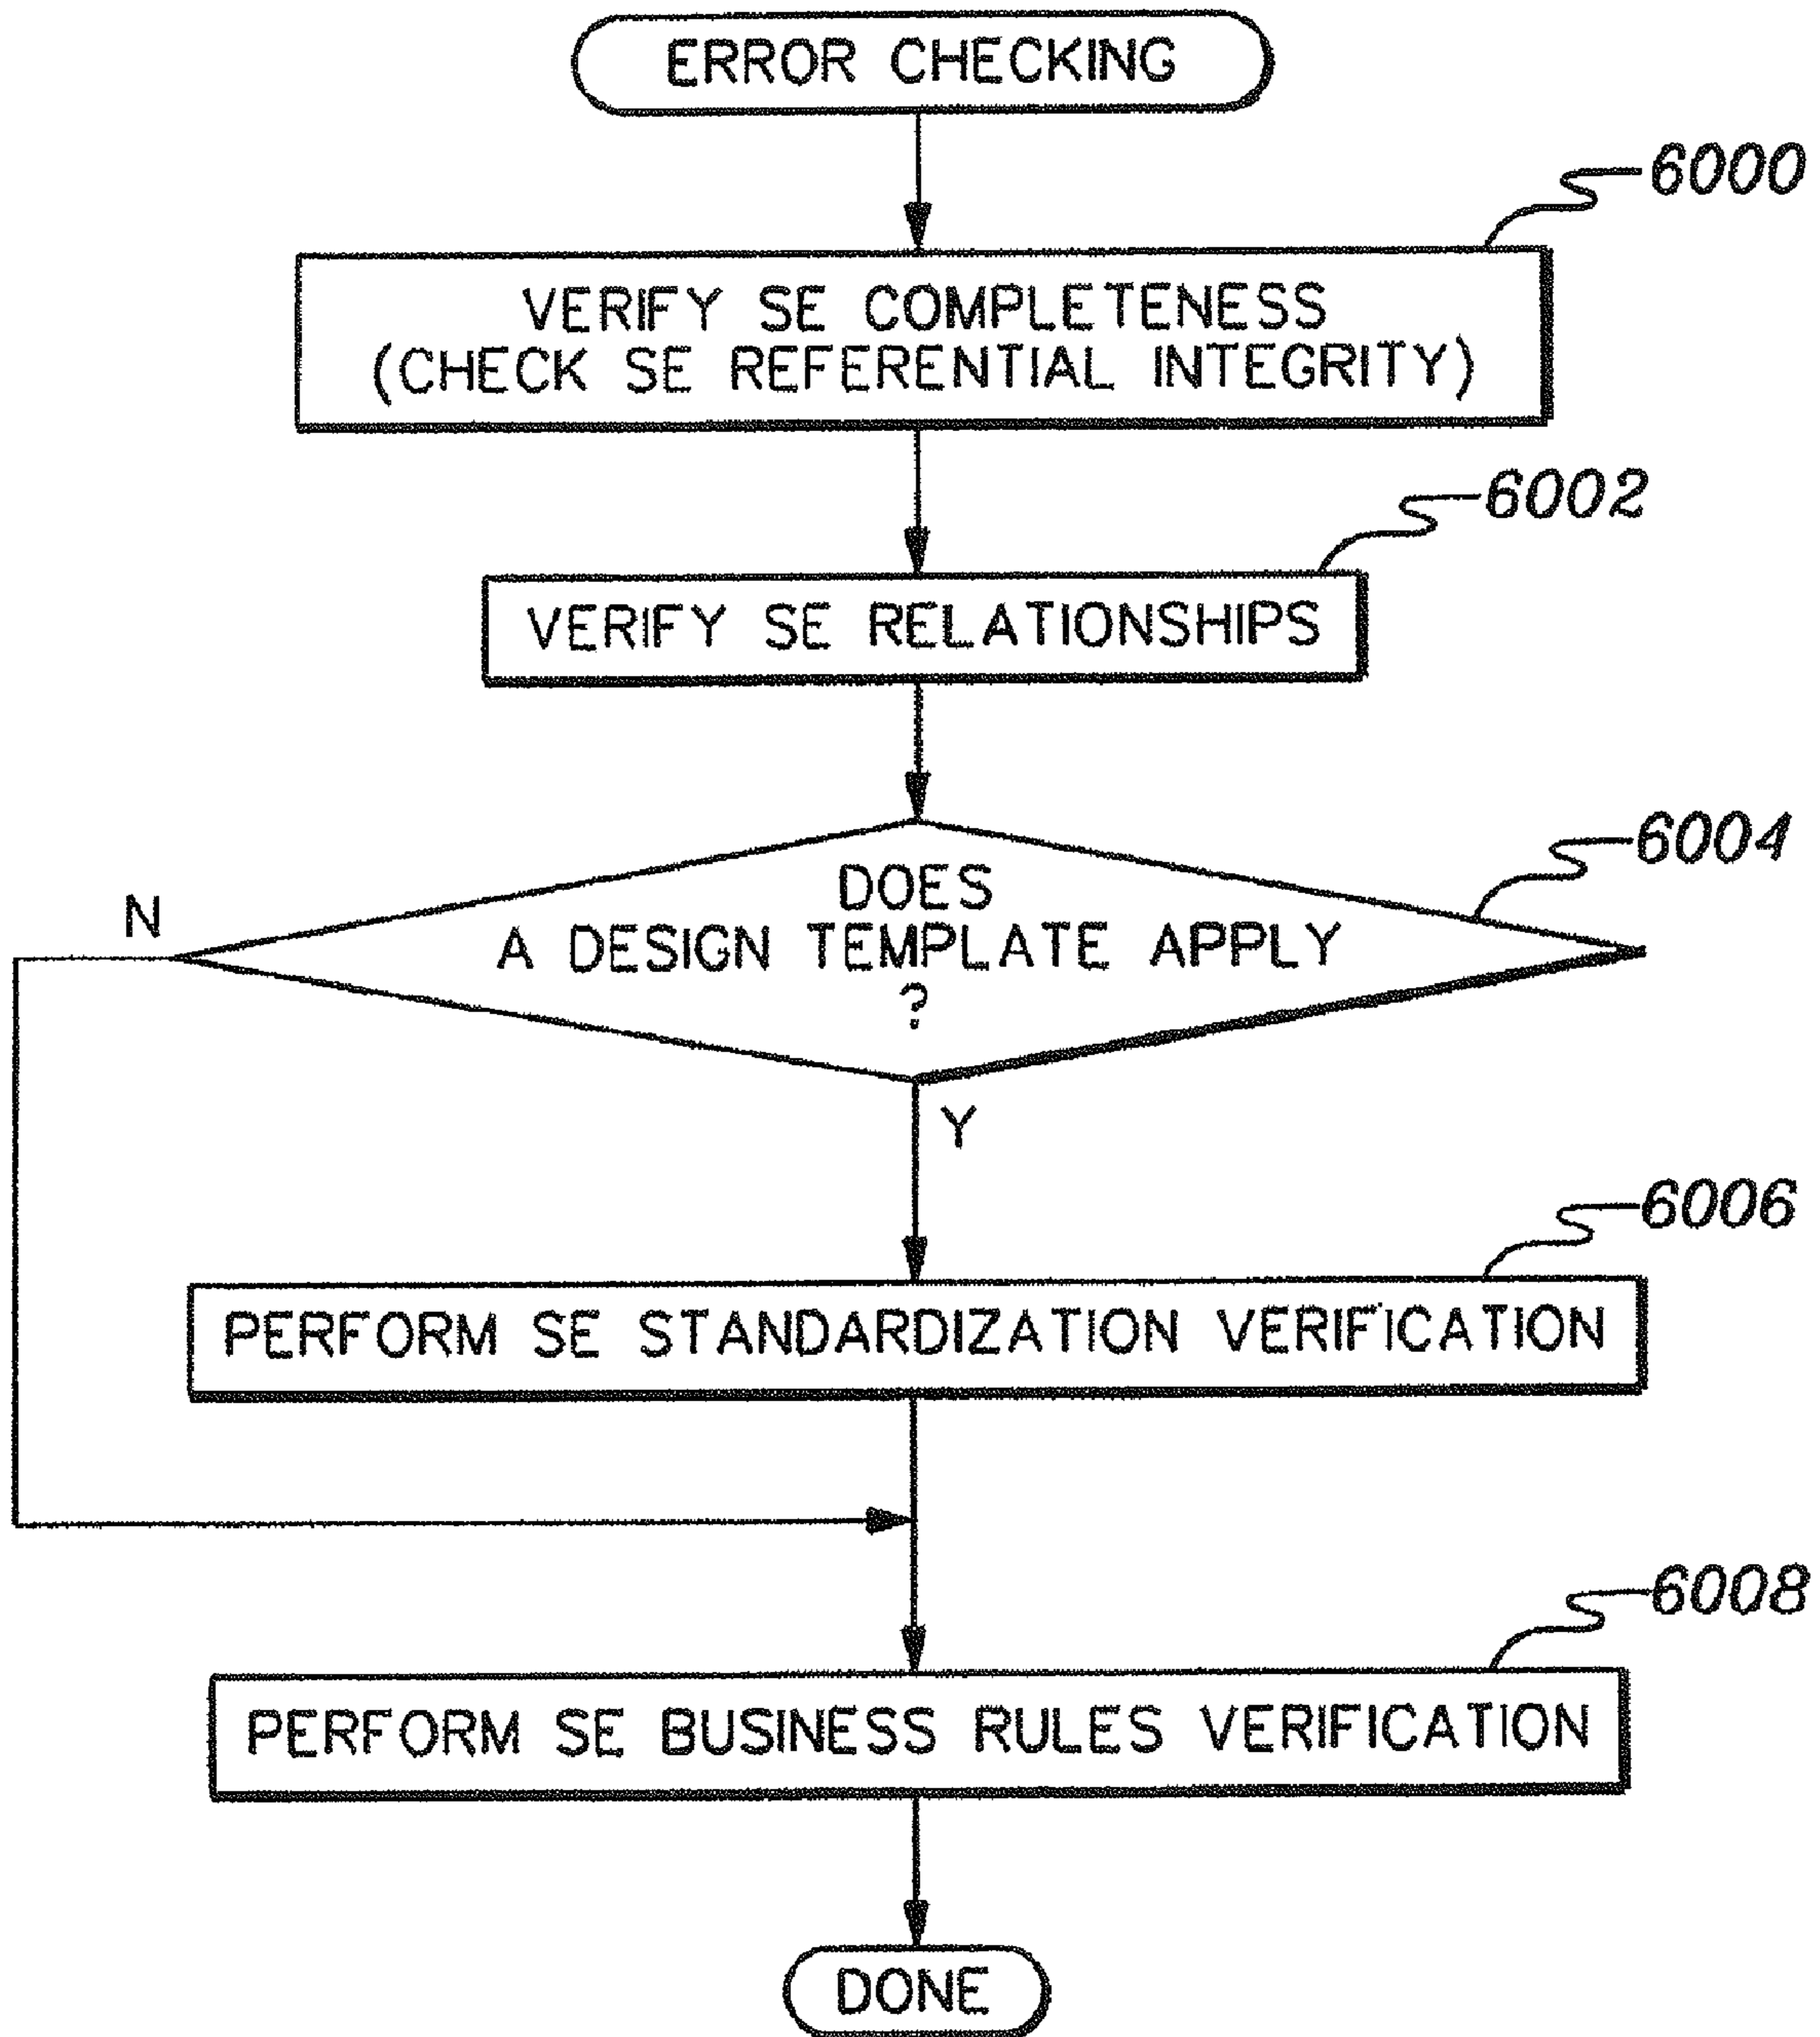 ERROR CHECKING
6000
VERIFY SE COMPLETENESS
(CHECK SE REFERENTIAL INTEGRITY)
6002
VERIFY SE RELATIONSHIPS
6004
DOES
N
A DESIGN TEMPLATE APPLY
?
Y
6006
PERFORM SE STANDARDIZATION VERIFICATION
6008
PERFORM SE BUSINESS RULES VERIFICATION
DONE